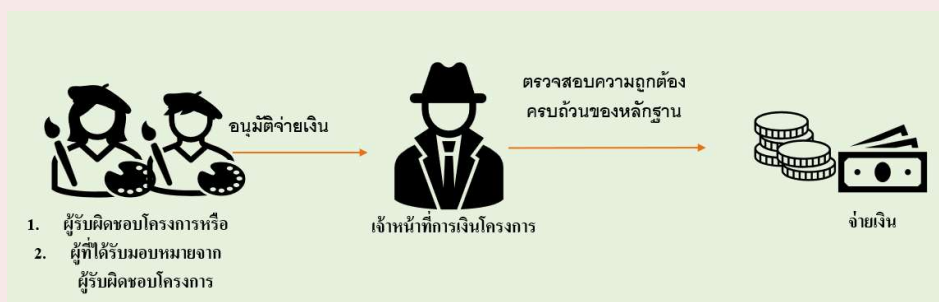 อนุมัติจ่ายเงิน
ตรวจสอบความถูกต้อง
ครบถ้วนของหลักฐาน
1. ผู้รับผิดชอบโครงการหรือ
2. ผู้ที่ได้รับมอบหมายจาก
ผู้รับผิดชอบโครงการ
เจ้าหน้าที่การเงินโครงการ
จ่ายเงิน